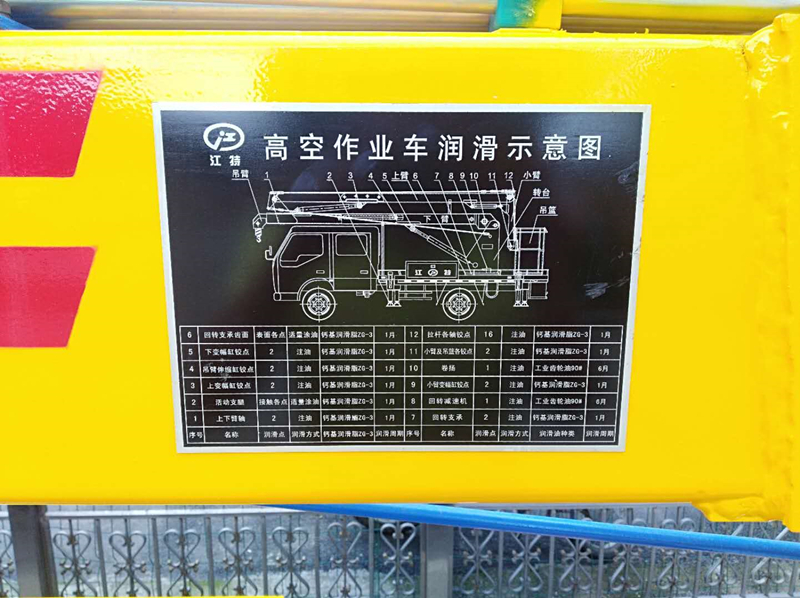 江特
高空作业车润滑示意图
吊臂 1 2 3 4 5 上臂 6 7 8 9 10 11 12 小臂
转台
下臂
吊篮
江特
6 回转支承齿面 表面各点 适量涂油 钙基润滑脂ZG-3 1月 12 拉杆各轴铰点 16 注油 钙基润滑脂ZG-3 1月
5 下变幅缸铰点 2 注油 钙基润滑脂ZG-3 1月 11 小臂及吊篮各铰点 2 注油 钙基润滑脂ZG-3 1月
4 吊臂伸缩缸铰点 2 注油 钙基润滑脂ZG-3 1月 10 卷扬 1 注油 工业齿轮油90# 6月
3 上变幅缸铰点 2 注油 钙基润滑脂ZG-3 1月 9 小臂变幅缸铰点 2 注油 钙基润滑脂ZG-3 1月
2 活动支腿 接触各点 适量涂油 钙基润滑脂ZG-3 1月 8 回转减速机 1 注油 工业齿轮油90# 6月
1 上下臂轴 2 注油 钙基润滑脂ZG-3 1月 7 回转支承 2 注油 钙基润滑脂ZG-3 1月
序号 名称 润滑点 润滑方式 钙基润滑脂ZG-3 润滑周期 序号 名称 润滑点 润滑方式 润滑油种类 润滑周期